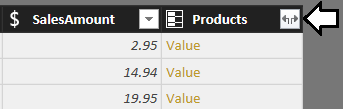 $ SalesAmount Products
2.95 Value
14.94 Value
19.95 Value